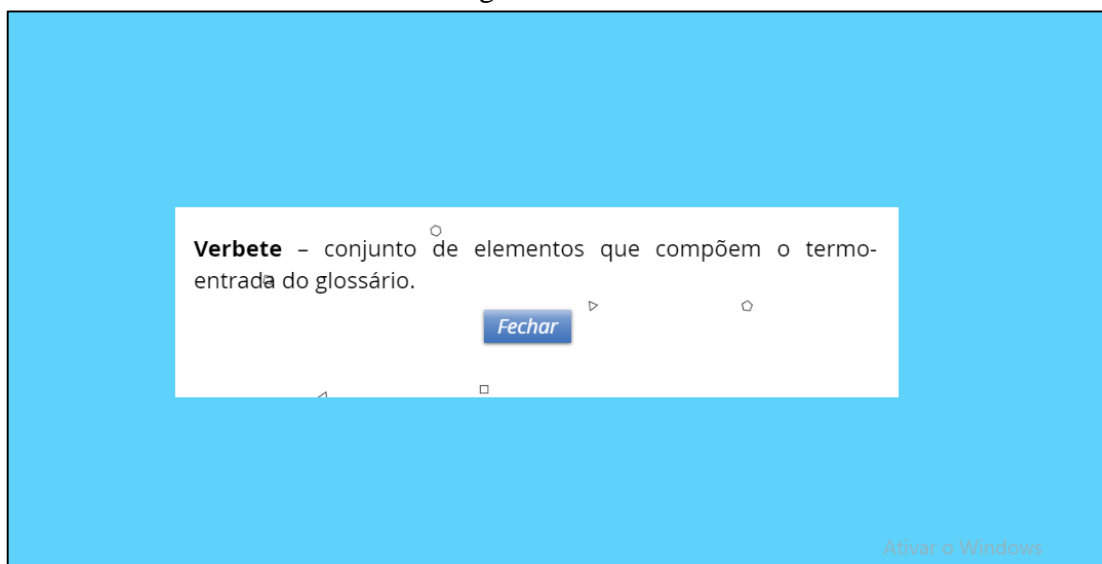 Verbete – conjunto de elementos que compõem o termo-
entrada do glossário.
Fechar
Ativar o Windows